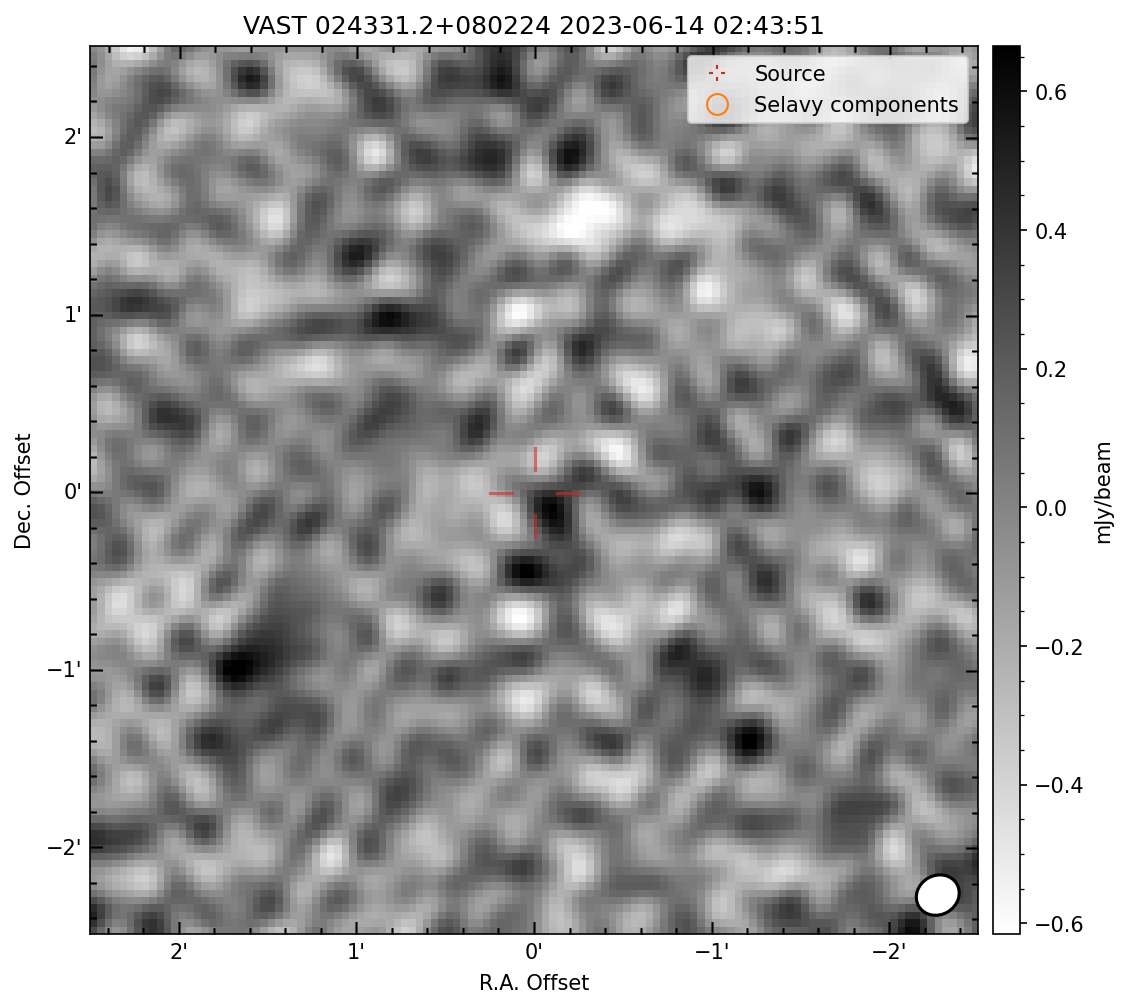 VAST 024331.2+080224 2023-06-14 02:43:51
Source
Selavy components
2'
1'
0'
−1'
−2'
Dec. Offset
2'
1'
0'
−1'
−2'
R.A. Offset
0.6
0.4
0.2
0.0
−0.2
−0.4
−0.6
mJy/beam